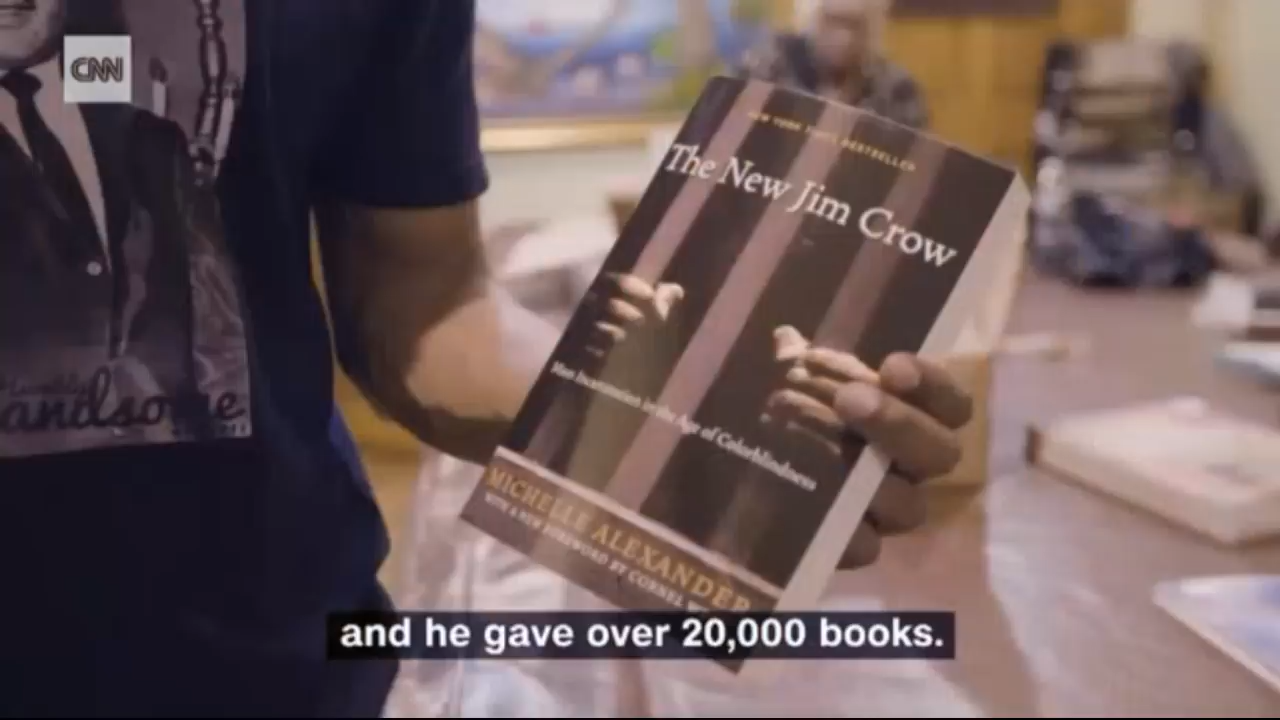 CNN
NEW YORK TIMES BESTSELLER
The New Jim Crow
Mass Incarceration in the Age of Colorblindness
MICHELLE ALEXANDER
WITH A NEW FOREWORD BY CORNEL
andsome
and he gave over 20,000 books.